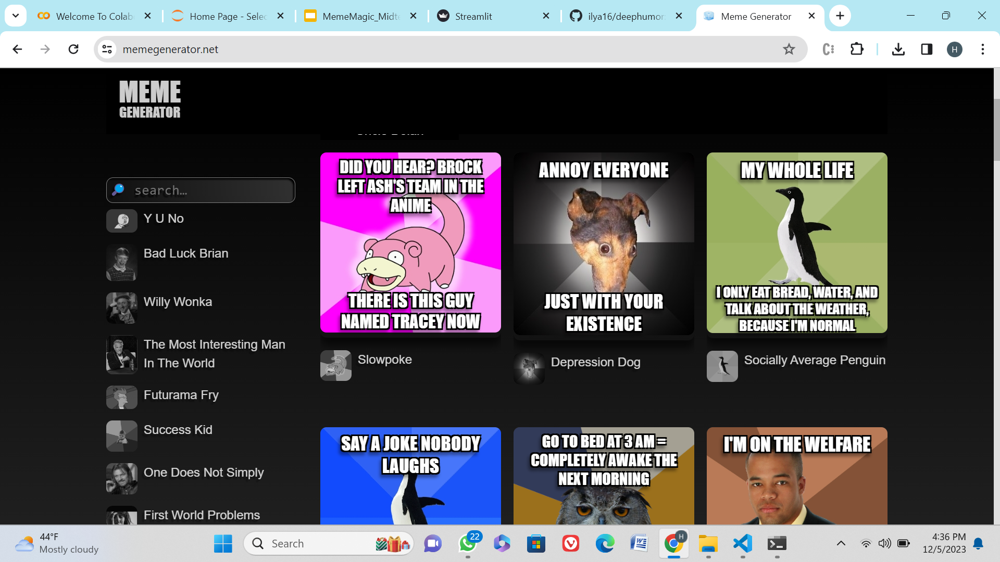 Welcome To Colab
Home Page - Selec
MemeMagic_Midte
Streamlit
ilya16/deephumor:
Meme Generator
memegenerator.net
H
MEME
GENERATOR
search…
Y U No
Bad Luck Brian
Willy Wonka
The Most Interesting Man
In The World
Futurama Fry
Success Kid
One Does Not Simply
First World Problems
DID YOU HEAR? BROCK
LEFT ASH'S TEAM IN THE
ANIME
THERE IS THIS GUY
NAMED TRACEY NOW
Slowpoke
ANNOY EVERYONE
JUST WITH YOUR
EXISTENCE
Depression Dog
MY WHOLE LIFE
I ONLY EAT BREAD, WATER, AND
TALK ABOUT THE WEATHER,
BECAUSE I'M NORMAL
Socially Average Penguin
SAY A JOKE NOBODY
LAUGHS
GO TO BED AT 3 AM =
COMPLETELY AWAKE THE
NEXT MORNING
I'M ON THE WELFARE
44°F
Mostly cloudy
Search
22
H
4:36 PM
12/5/2023